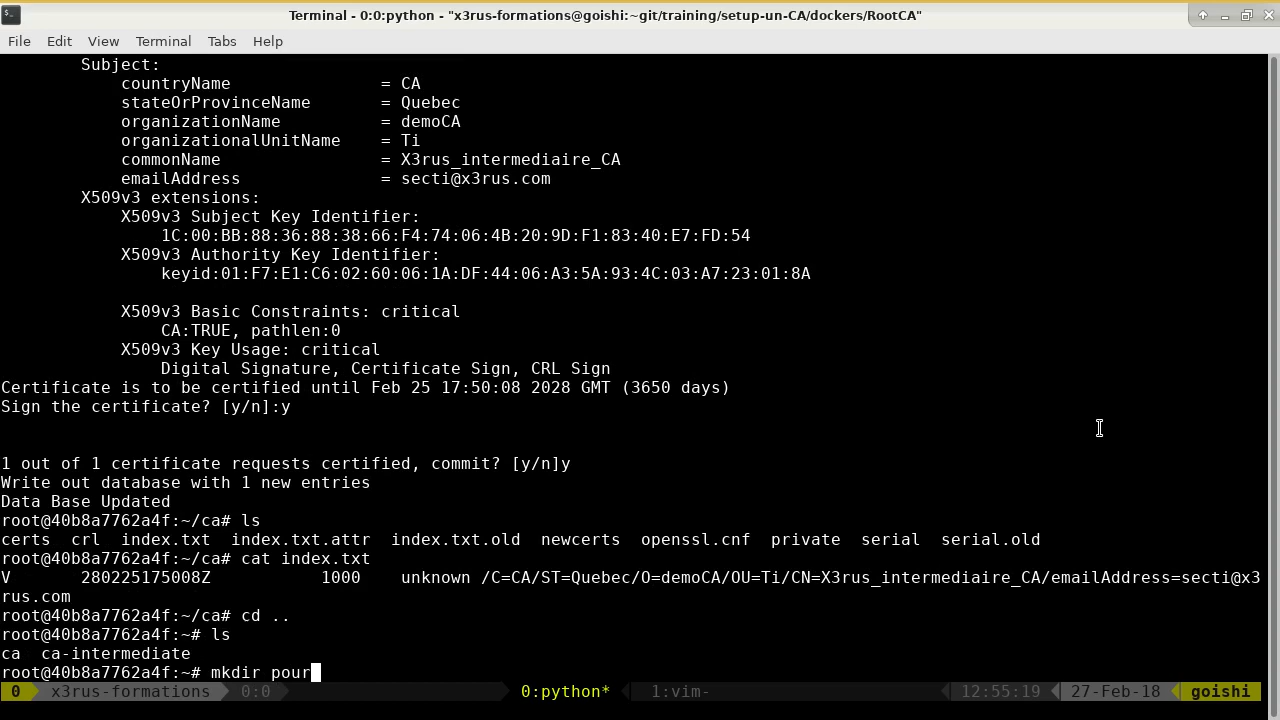 Terminal - 0:0:python - "x3rus-formations@goishi:~git/training/setup-un-CA/dockers/RootCA"
File Edit View Terminal Tabs Help
Subject:
countryName = CA
stateOrProvinceName = Quebec
organizationName = demoCA
organizationalUnitName = Ti
commonName = X3rus_intermediaire_CA
emailAddress = secti@x3rus.com
X509v3 extensions:
X509v3 Subject Key Identifier:
1C:00:BB:88:36:88:38:66:F4:74:06:4B:20:9D:F1:83:40:E7:FD:54
X509v3 Authority Key Identifier:
keyid:01:F7:E1:C6:02:60:06:1A:DF:44:06:A3:5A:93:4C:03:A7:23:01:8A
X509v3 Basic Constraints: critical
CA:TRUE, pathlen:0
X509v3 Key Usage: critical
Digital Signature, Certificate Sign, CRL Sign
Certificate is to be certified until Feb 25 17:50:08 2028 GMT (3650 days)
Sign the certificate? [y/n]:y
1 out of 1 certificate requests certified, commit? [y/n]y
Write out database with 1 new entries
Data Base Updated
root@40b8a7762a4f:~/ca# ls
certs crl index.txt index.txt.attr index.txt.old newcerts openssl.cnf private serial serial.old
root@40b8a7762a4f:~/ca# cat index.txt
V 280225175008Z 1000 unknown /C=CA/ST=Quebec/O=demoCA/OU=Ti/CN=X3rus_intermediaire_CA/emailAddress=secti@x3
rus.com
root@40b8a7762a4f:~/ca# cd ..
root@40b8a7762a4f:~# ls
ca ca-intermediate
root@40b8a7762a4f:~# mkdir pour
0 x3rus-formations 0:0 0:python* 1:vim- 12:55:19 27-Feb-18 goishi